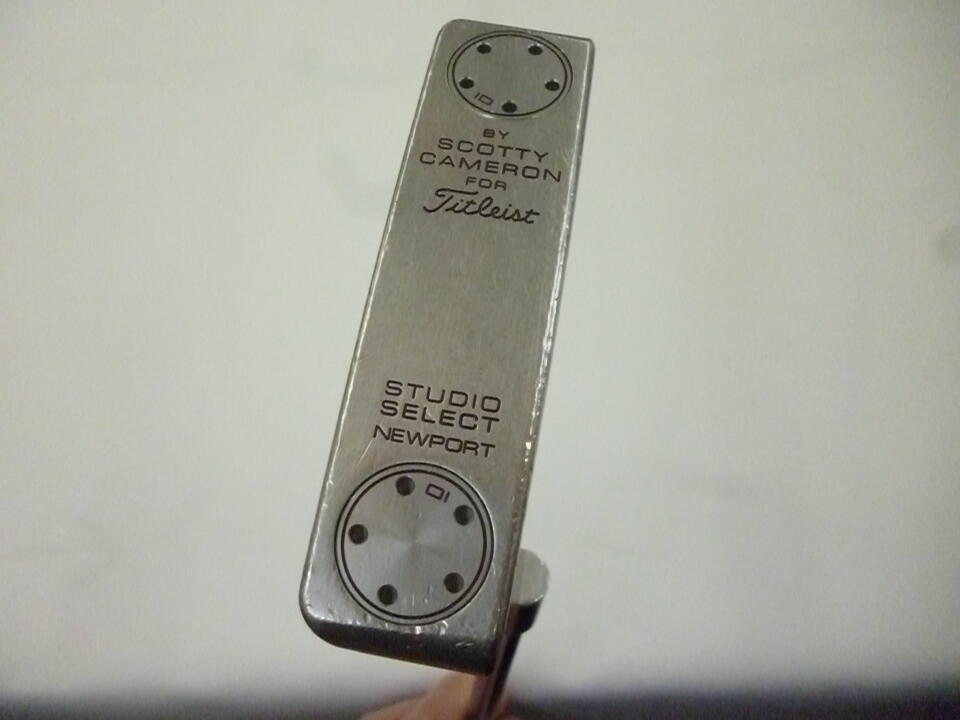 10
BY
SCOTTY
CAMERON
FOR
Titleist
STUDIO
SELECT
NEWPORT
10